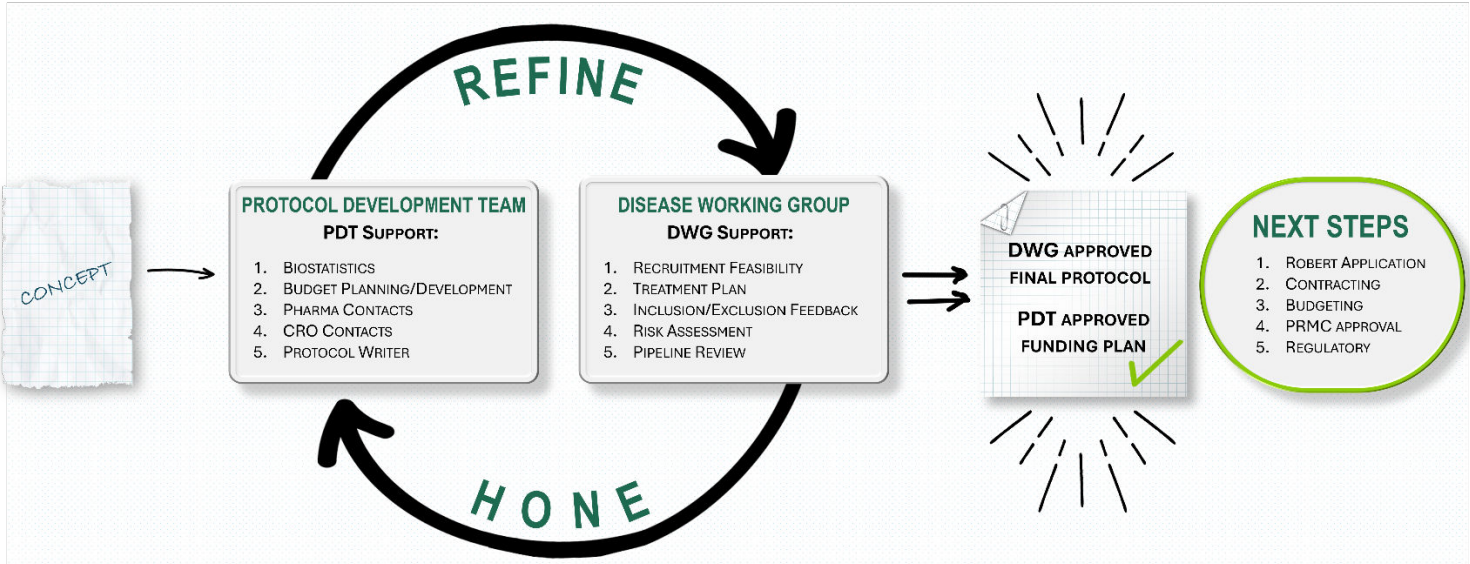 REFINE
CONCEPT
PROTOCOL DEVELOPMENT TEAM
PDT SUPPORT:
1. BIOSTATISTICS
2. BUDGET PLANNING/DEVELOPMENT
3. PHARMA CONTACTS
4. CRO CONTACTS
5. PROTOCOL WRITER
DISEASE WORKING GROUP
DWG SUPPORT:
1. RECRUITMENT FEASIBILITY
2. TREATMENT PLAN
3. INCLUSION/EXCLUSION FEEDBACK
4. RISK ASSESSMENT
5. PIPELINE REVIEW
HONE
DWG APPROVED
FINAL PROTOCOL
PDT APPROVED
FUNDING PLAN
NEXT STEPS
1. ROBERT APPLICATION
2. CONTRACTING
3. BUDGETING
4. PRMC APPROVAL
5. REGULATORY